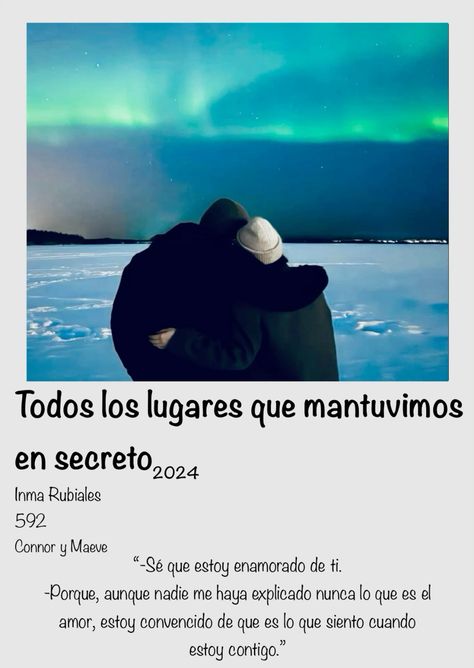 Todos los lugares que mantuvimos
en secreto 2024
Inma Rubiales
592
Connor y Maeve
“-Sé que estoy enamorado de ti.
-Porque, aunque nadie me haya explicado nunca lo que es el
amor, estoy convencido de que es lo que siento cuando
estoy contigo.”